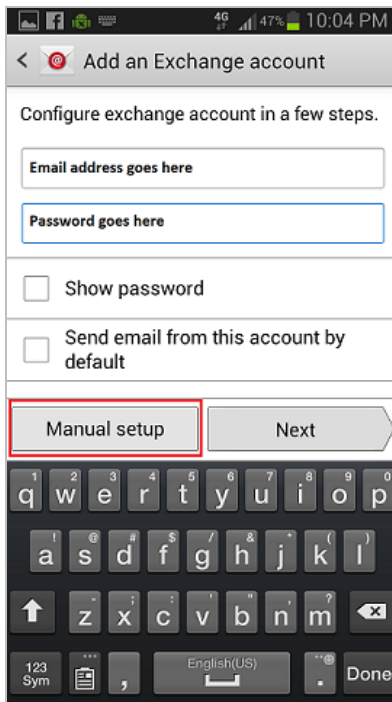 4G 47% 10:04 PM
< Add an Exchange account
Configure exchange account in a few steps.
Email address goes here
Password goes here
Show password
Send email from this account by
default
Manual setup Next
1 2 3 4 5 6 7 8 9 0
q w e r t y u i o p
! @ # $ / & * ( )
a s d f g h j k l
- ' : ; , ?
z x c v b n m
123
Sym , English(US) . Done